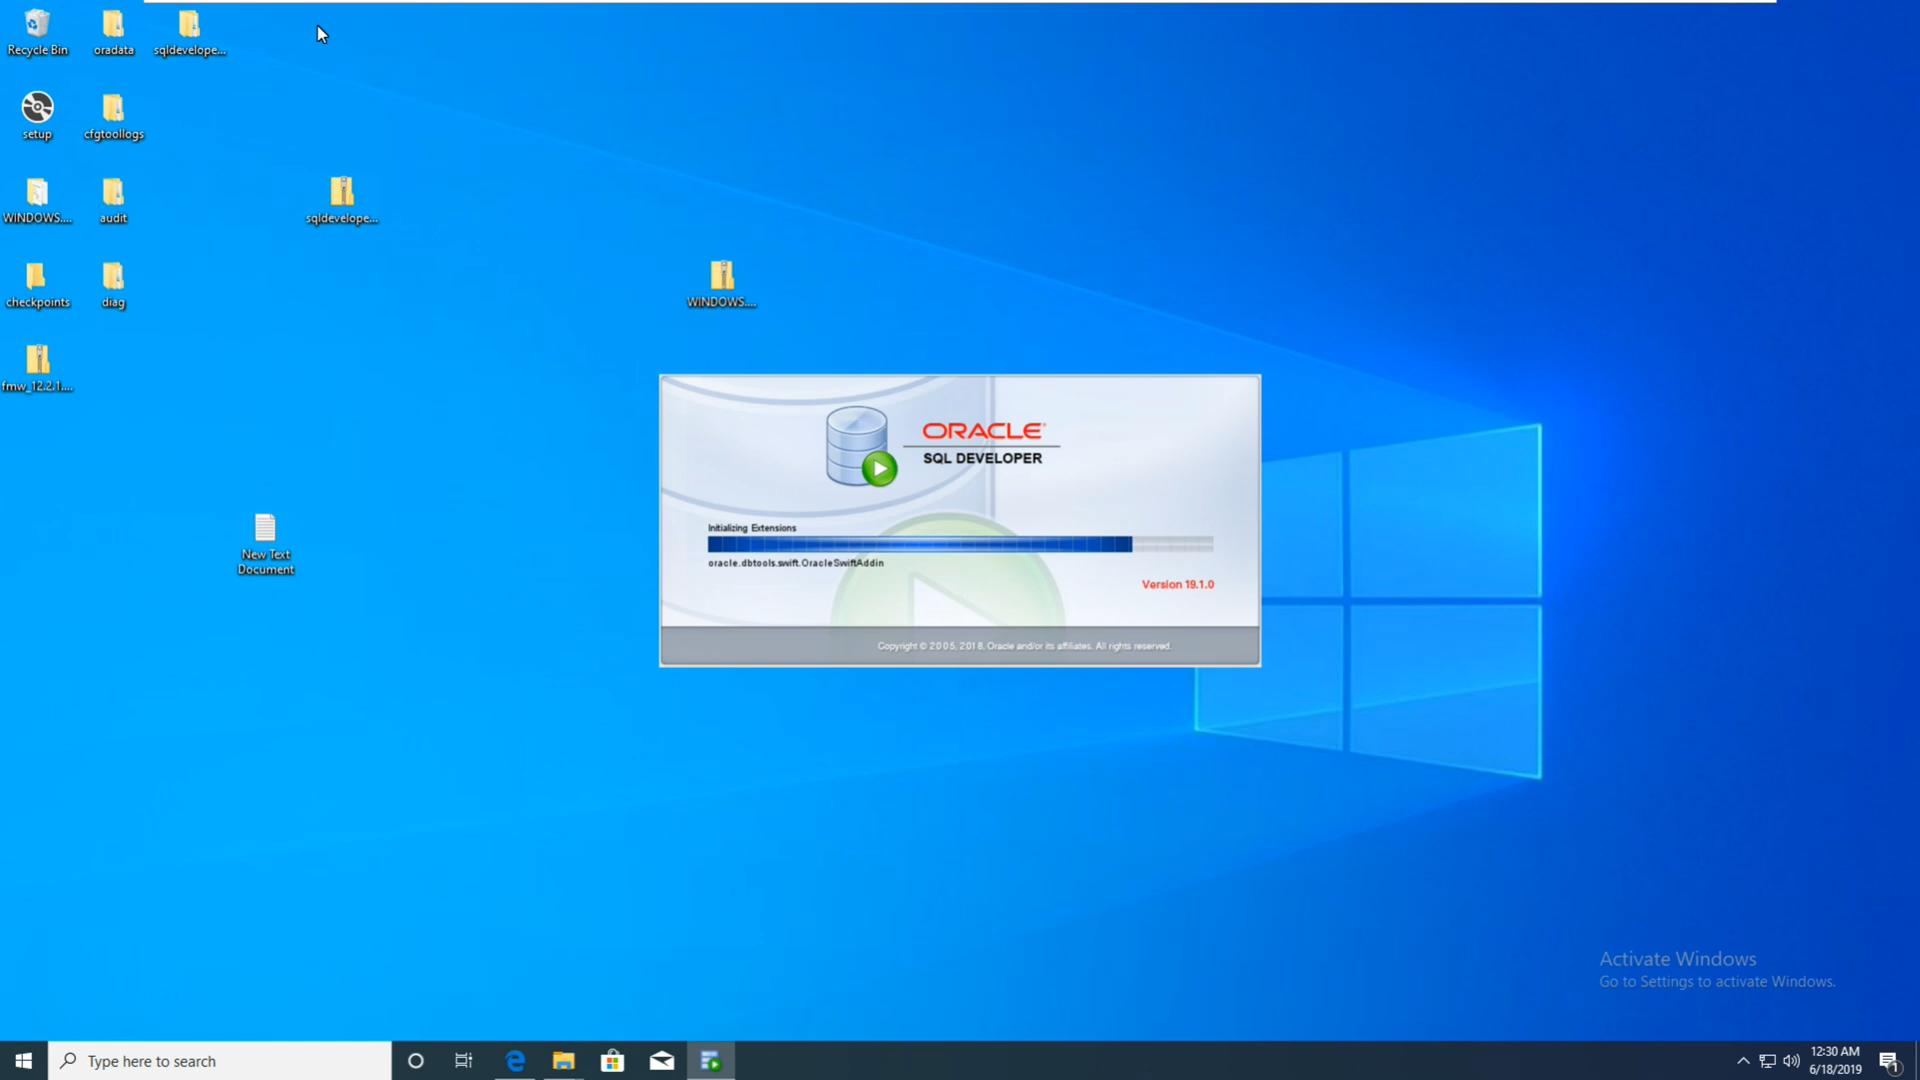 Recycle Bin
oradata
sqldevelope...
setup
cfgtoollogs
WINDOWS....
audit
sqldevelope...
checkpoints
diag
WINDOWS....
fmw_12.2.1....
ORACLE
SQL DEVELOPER
Initializing Extensions
oracle.dbtools.swift.OracleSwiftAddin
Version 19.1.0
Copyright © 2005, 2018, Oracle and/or its affiliates. All rights reserved.
New Text
Document
Activate Windows
Go to Settings to activate Windows.
Type here to search
12:30 AM
6/18/2019
1